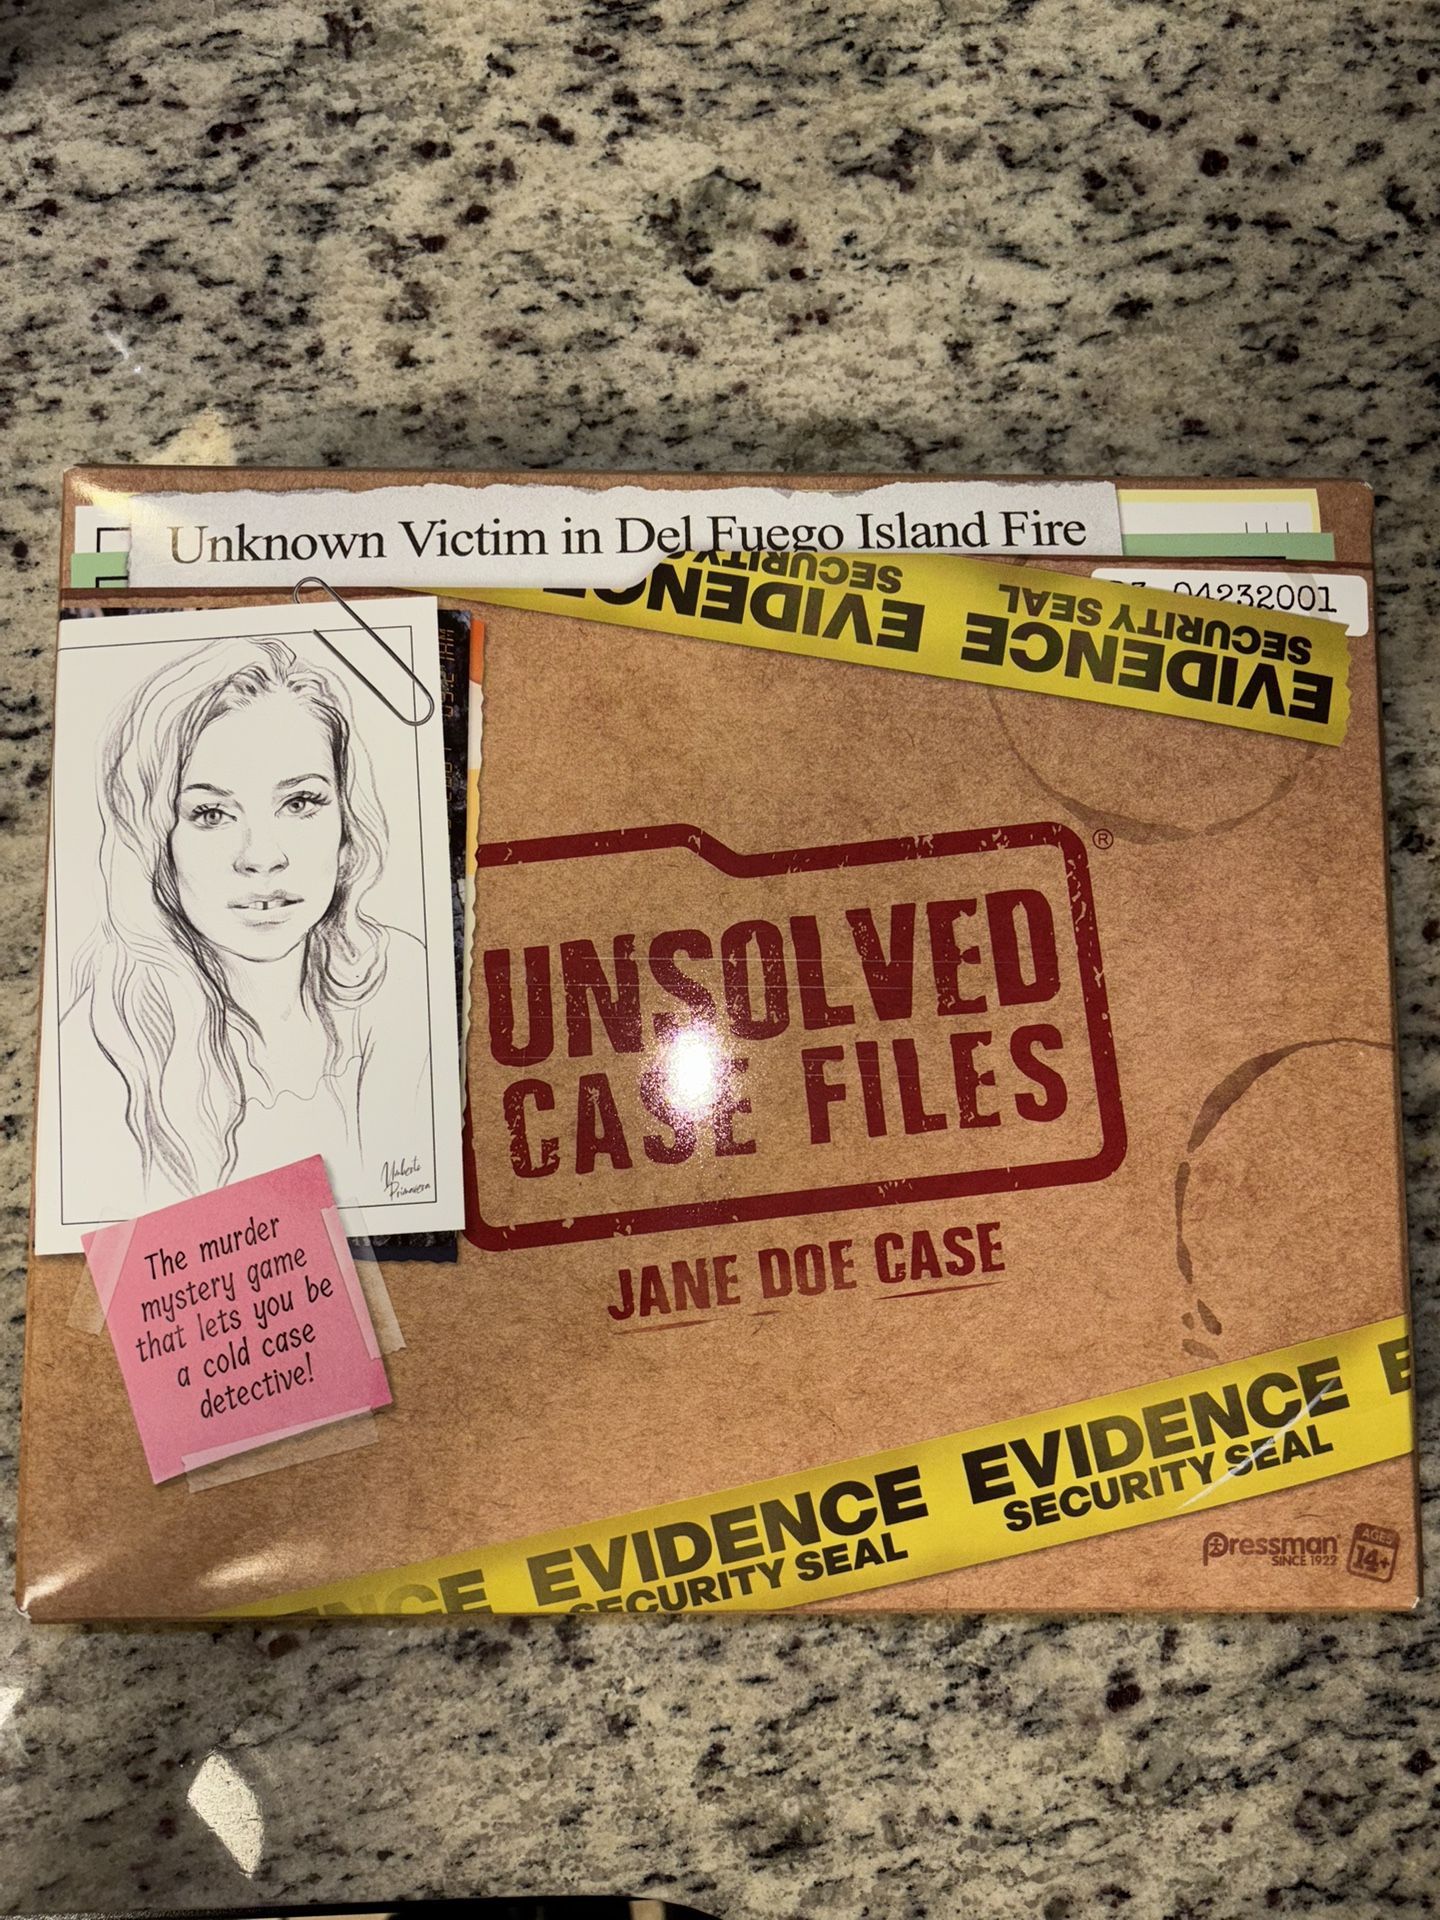 Unknown Victim in Del Fuego Island Fire
04232001
EVIDENCE EVIDENCE
SECURITY SEAL SECURITY
UNSOLVED
CASE FILES
®
JANE DOE CASE
Umberto
Primavera
The murder
mystery game
that lets you be
a cold case
detective!
EVIDENCE EVIDENCE
SECURITY SEAL SECURITY SEAL
Pressman
SINCE 1922
AGES
14+